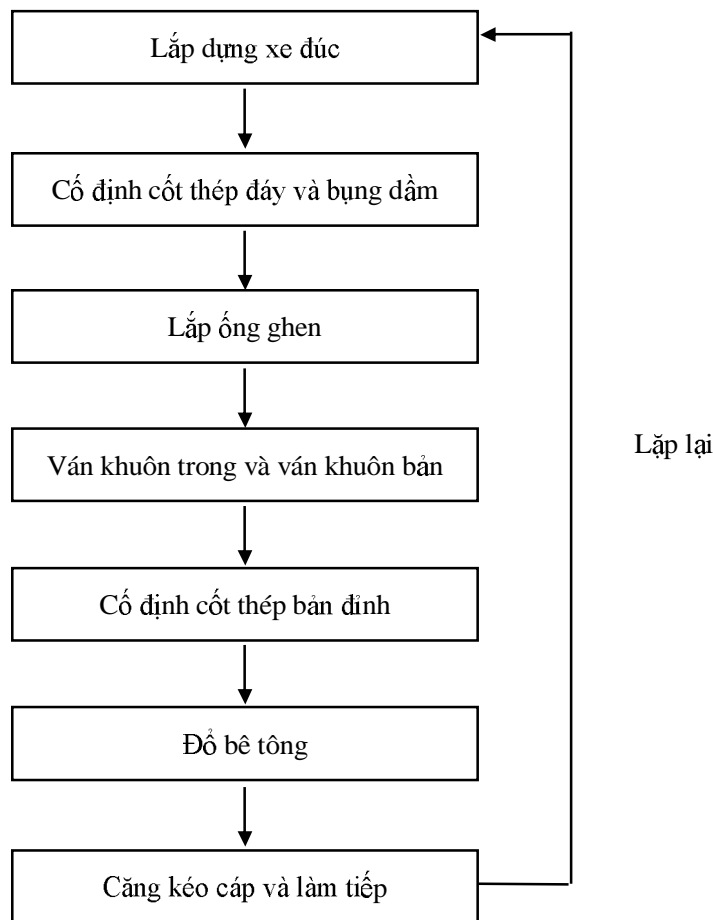 Lắp dựng xe đúc
Cố định cốt thép đáy và bụng dầm
Lắp ống ghen
Ván khuôn trong và ván khuôn bản
Lặp lại
Cố định cốt thép bản đỉnh
Đổ bê tông
Căng kéo cáp và làm tiếp